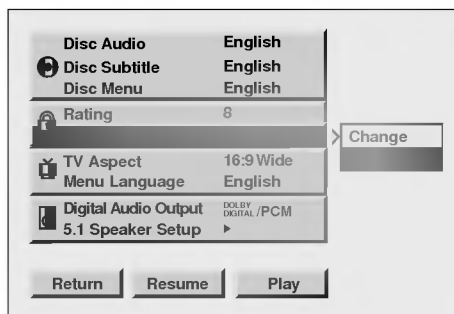 Disc Audio English
Disc Subtitle English
Disc Menu English
Rating 8
Change
TV Aspect 16:9 Wide
Menu Language English
Digital Audio Output DOLBY DIGITAL /PCM
5.1 Speaker Setup
Return Resume Play